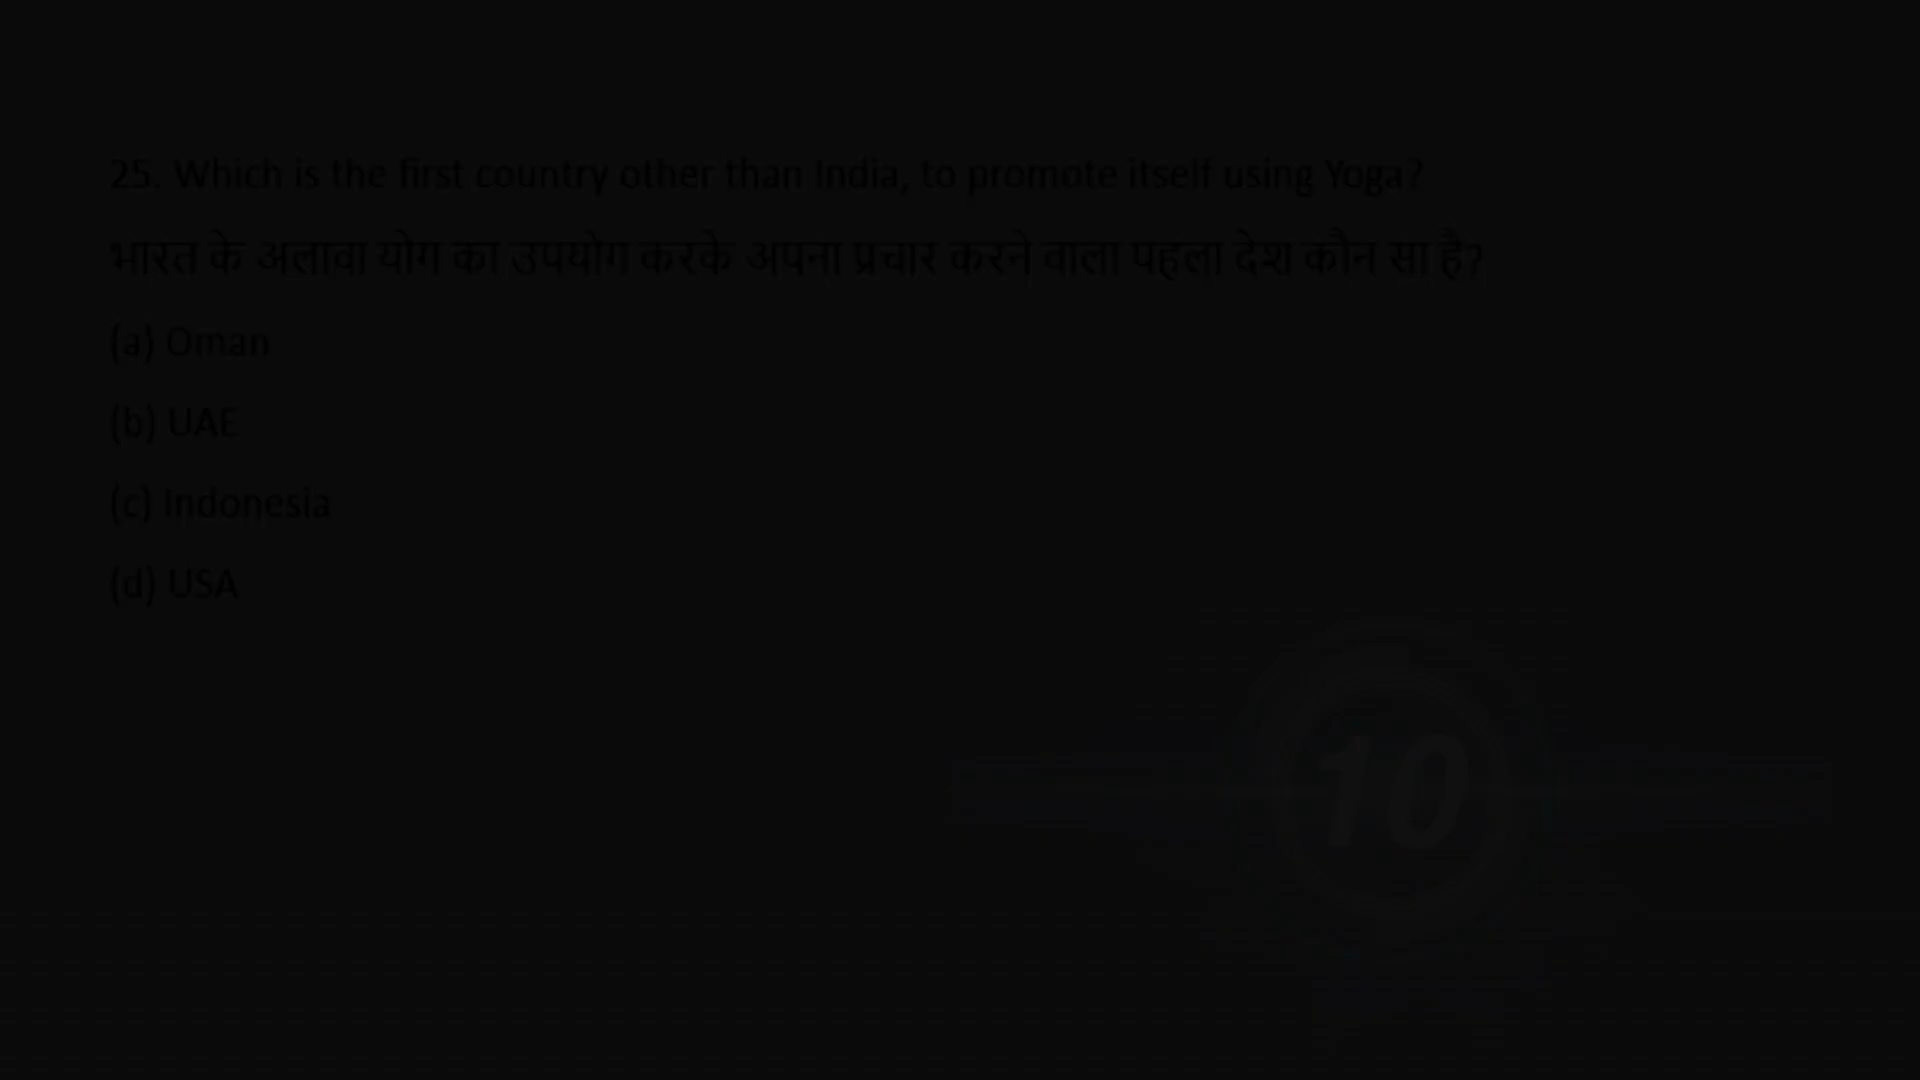 25. Which is the first country other than India, to promote itself using Yoga?
भारत के अलावा योग का उपयोग करके अपना प्रचार करने वाला पहला देश कौन सा है?
(a) Oman
(b) UAE
(c) Indonesia
(d) USA
10